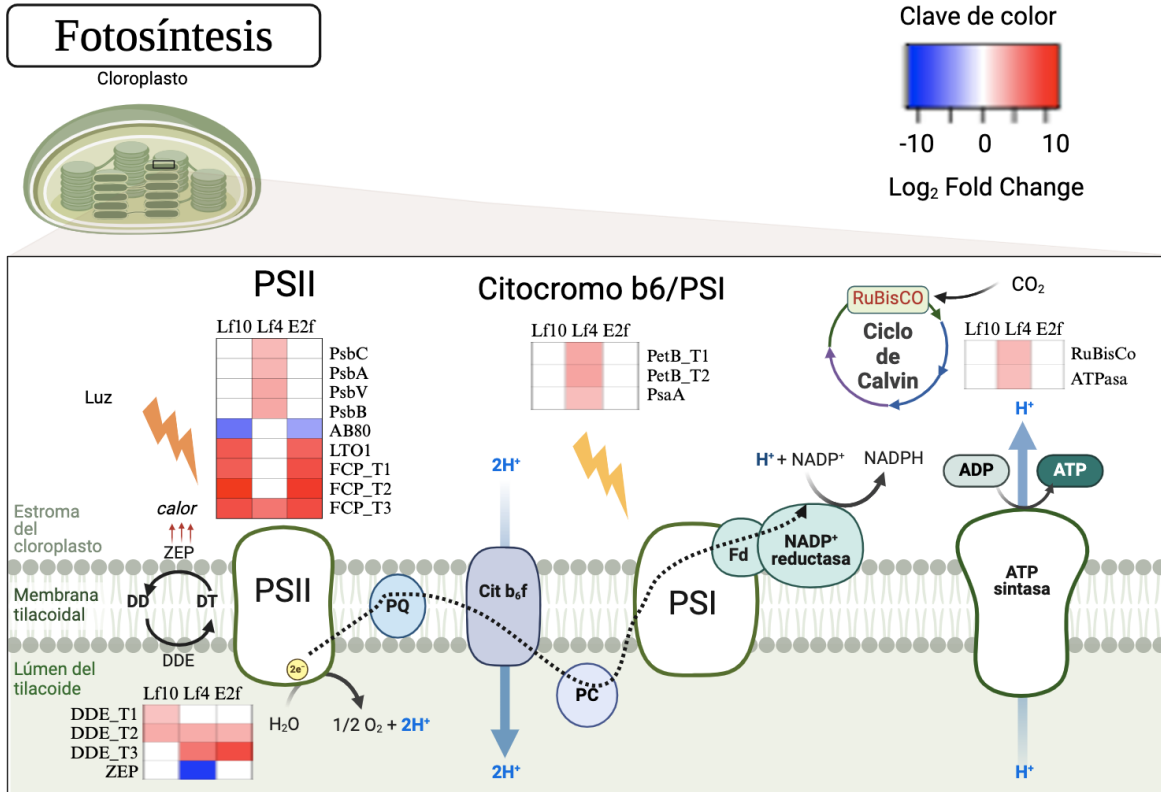 Fotosíntesis
Cloroplasto
Clave de color
-10 0 10
Log₂ Fold Change
PSII
Lf10 Lf4 E2f
PsbC
PsbA
PsbV
PsbB
AB80
LTO1
FCP_T1
FCP_T2
FCP_T3
Citocromo b6/PSI
Lf10 Lf4 E2f
PetB_T1
PetB_T2
PsaA
RuBisCO
CO₂
Ciclo
de
Calvin
Lf10 Lf4 E2f
RuBisCo
ATPasa
H⁺
Luz
calor
ZEP
DD
DT
DDE
Estroma
del
cloroplasto
Membrana
tilacoidal
Lúmen del
tilacoide
PSII
2e⁻
H₂O
1/2 O₂ + 2H⁺
PQ
2H⁺
Cit b₆f
2H⁺
PC
PSI
Fd
NADP⁺
reductasa
H⁺ + NADP⁺
NADPH
ADP
ATP
ATP
sintasa
H⁺
Lf10 Lf4 E2f
DDE_T1
DDE_T2
DDE_T3
ZEP